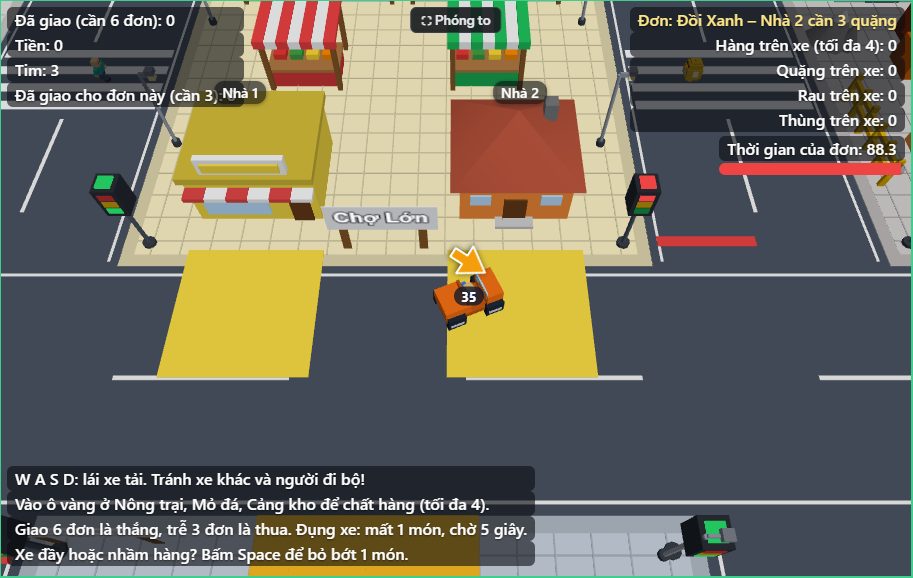 Đã giao (cần 6 đơn): 0
Tiền: 0
Tim: 3
Đã giao cho đơn này (cần 3):
Phóng to
Đơn: Đồi Xanh – Nhà 2 cần 3 quặng
Hàng trên xe (tối đa 4): 0
Quặng trên xe: 0
Rau trên xe: 0
Thùng trên xe: 0
Thời gian của đơn: 88.3
Nhà 1
Nhà 2
Chợ Lớn
35
W A S D: lái xe tải. Tránh xe khác và người đi bộ!
Vào ô vàng ở Nông trại, Mỏ đá, Cảng kho để chất hàng (tối đa 4).
Giao 6 đơn là thắng, trễ 3 đơn là thua. Đụng xe: mất 1 món, chờ 5 giây.
Xe đầy hoặc nhầm hàng? Bấm Space để bỏ bớt 1 món.